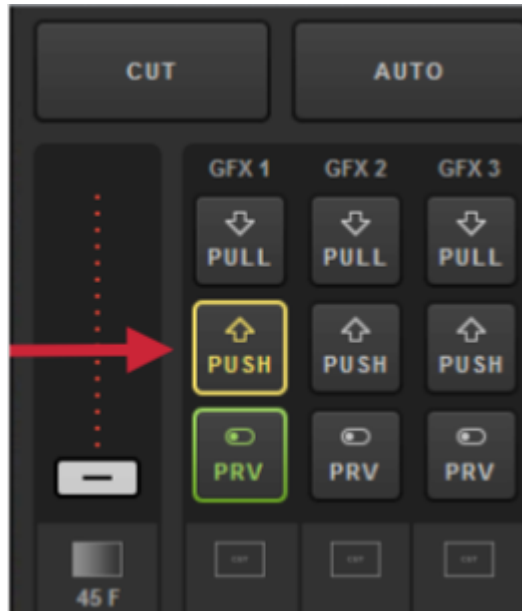 CUT AUTO
GFX 1 GFX 2 GFX 3
PULL PULL PULL
PUSH PUSH PUSH
PRV PRV PRV
45 F